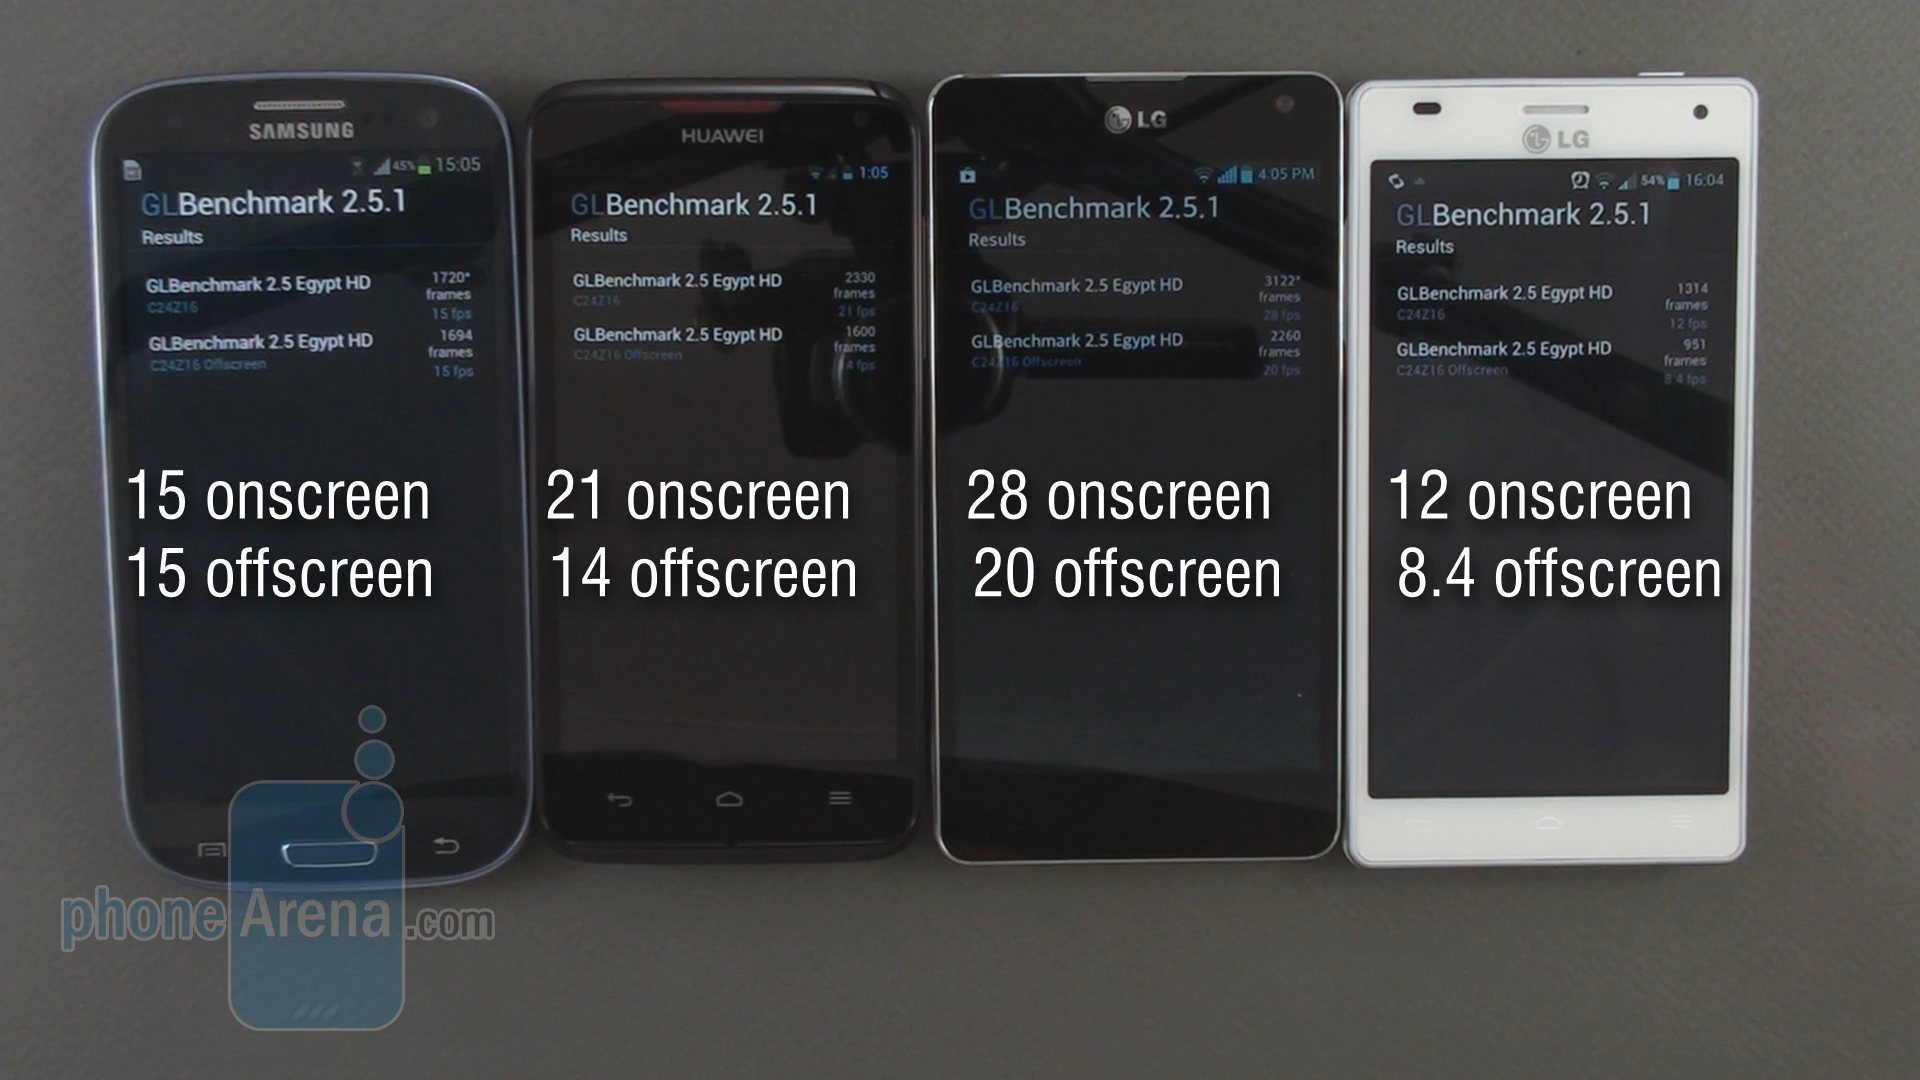 SAMSUNG
45% 15:05
GLBenchmark 2.5.1
Results
GLBenchmark 2.5 Egypt HD 1720* frames
C24Z16 15 fps
GLBenchmark 2.5 Egypt HD 1694 frames
C24Z16 Offscreen 15 fps
15 onscreen
15 offscreen
HUAWEI
1:05
GLBenchmark 2.5.1
Results
GLBenchmark 2.5 Egypt HD 2330 frames
C24Z16 21 fps
GLBenchmark 2.5 Egypt HD 1600 frames
C24Z16 Offscreen 14 fps
21 onscreen
14 offscreen
LG
4:05 PM
GLBenchmark 2.5.1
Results
GLBenchmark 2.5 Egypt HD 3122* frames
C24Z16 28 fps
GLBenchmark 2.5 Egypt HD 2260 frames
C24Z16 Offscreen 20 fps
28 onscreen
20 offscreen
LG
54% 16:04
GLBenchmark 2.5.1
Results
GLBenchmark 2.5 Egypt HD 1314 frames
C24Z16 12 fps
GLBenchmark 2.5 Egypt HD 951 frames
C24Z16 Offscreen 8.4 fps
12 onscreen
8.4 offscreen
phoneArena.com